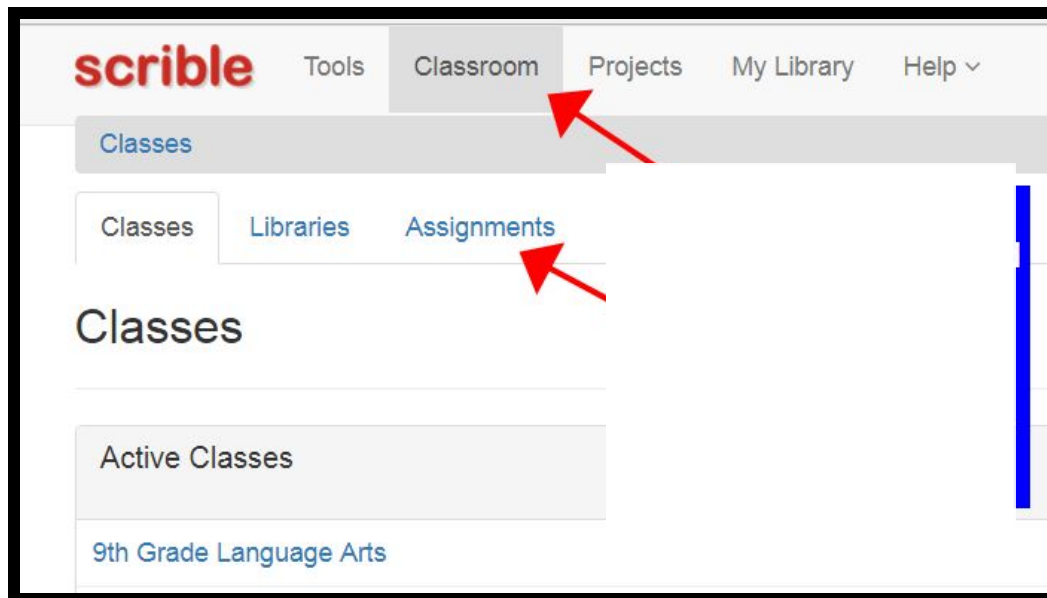 scrible Tools Classroom Projects My Library Help
Classes
Classes Libraries Assignments
Classes
Active Classes
9th Grade Language Arts